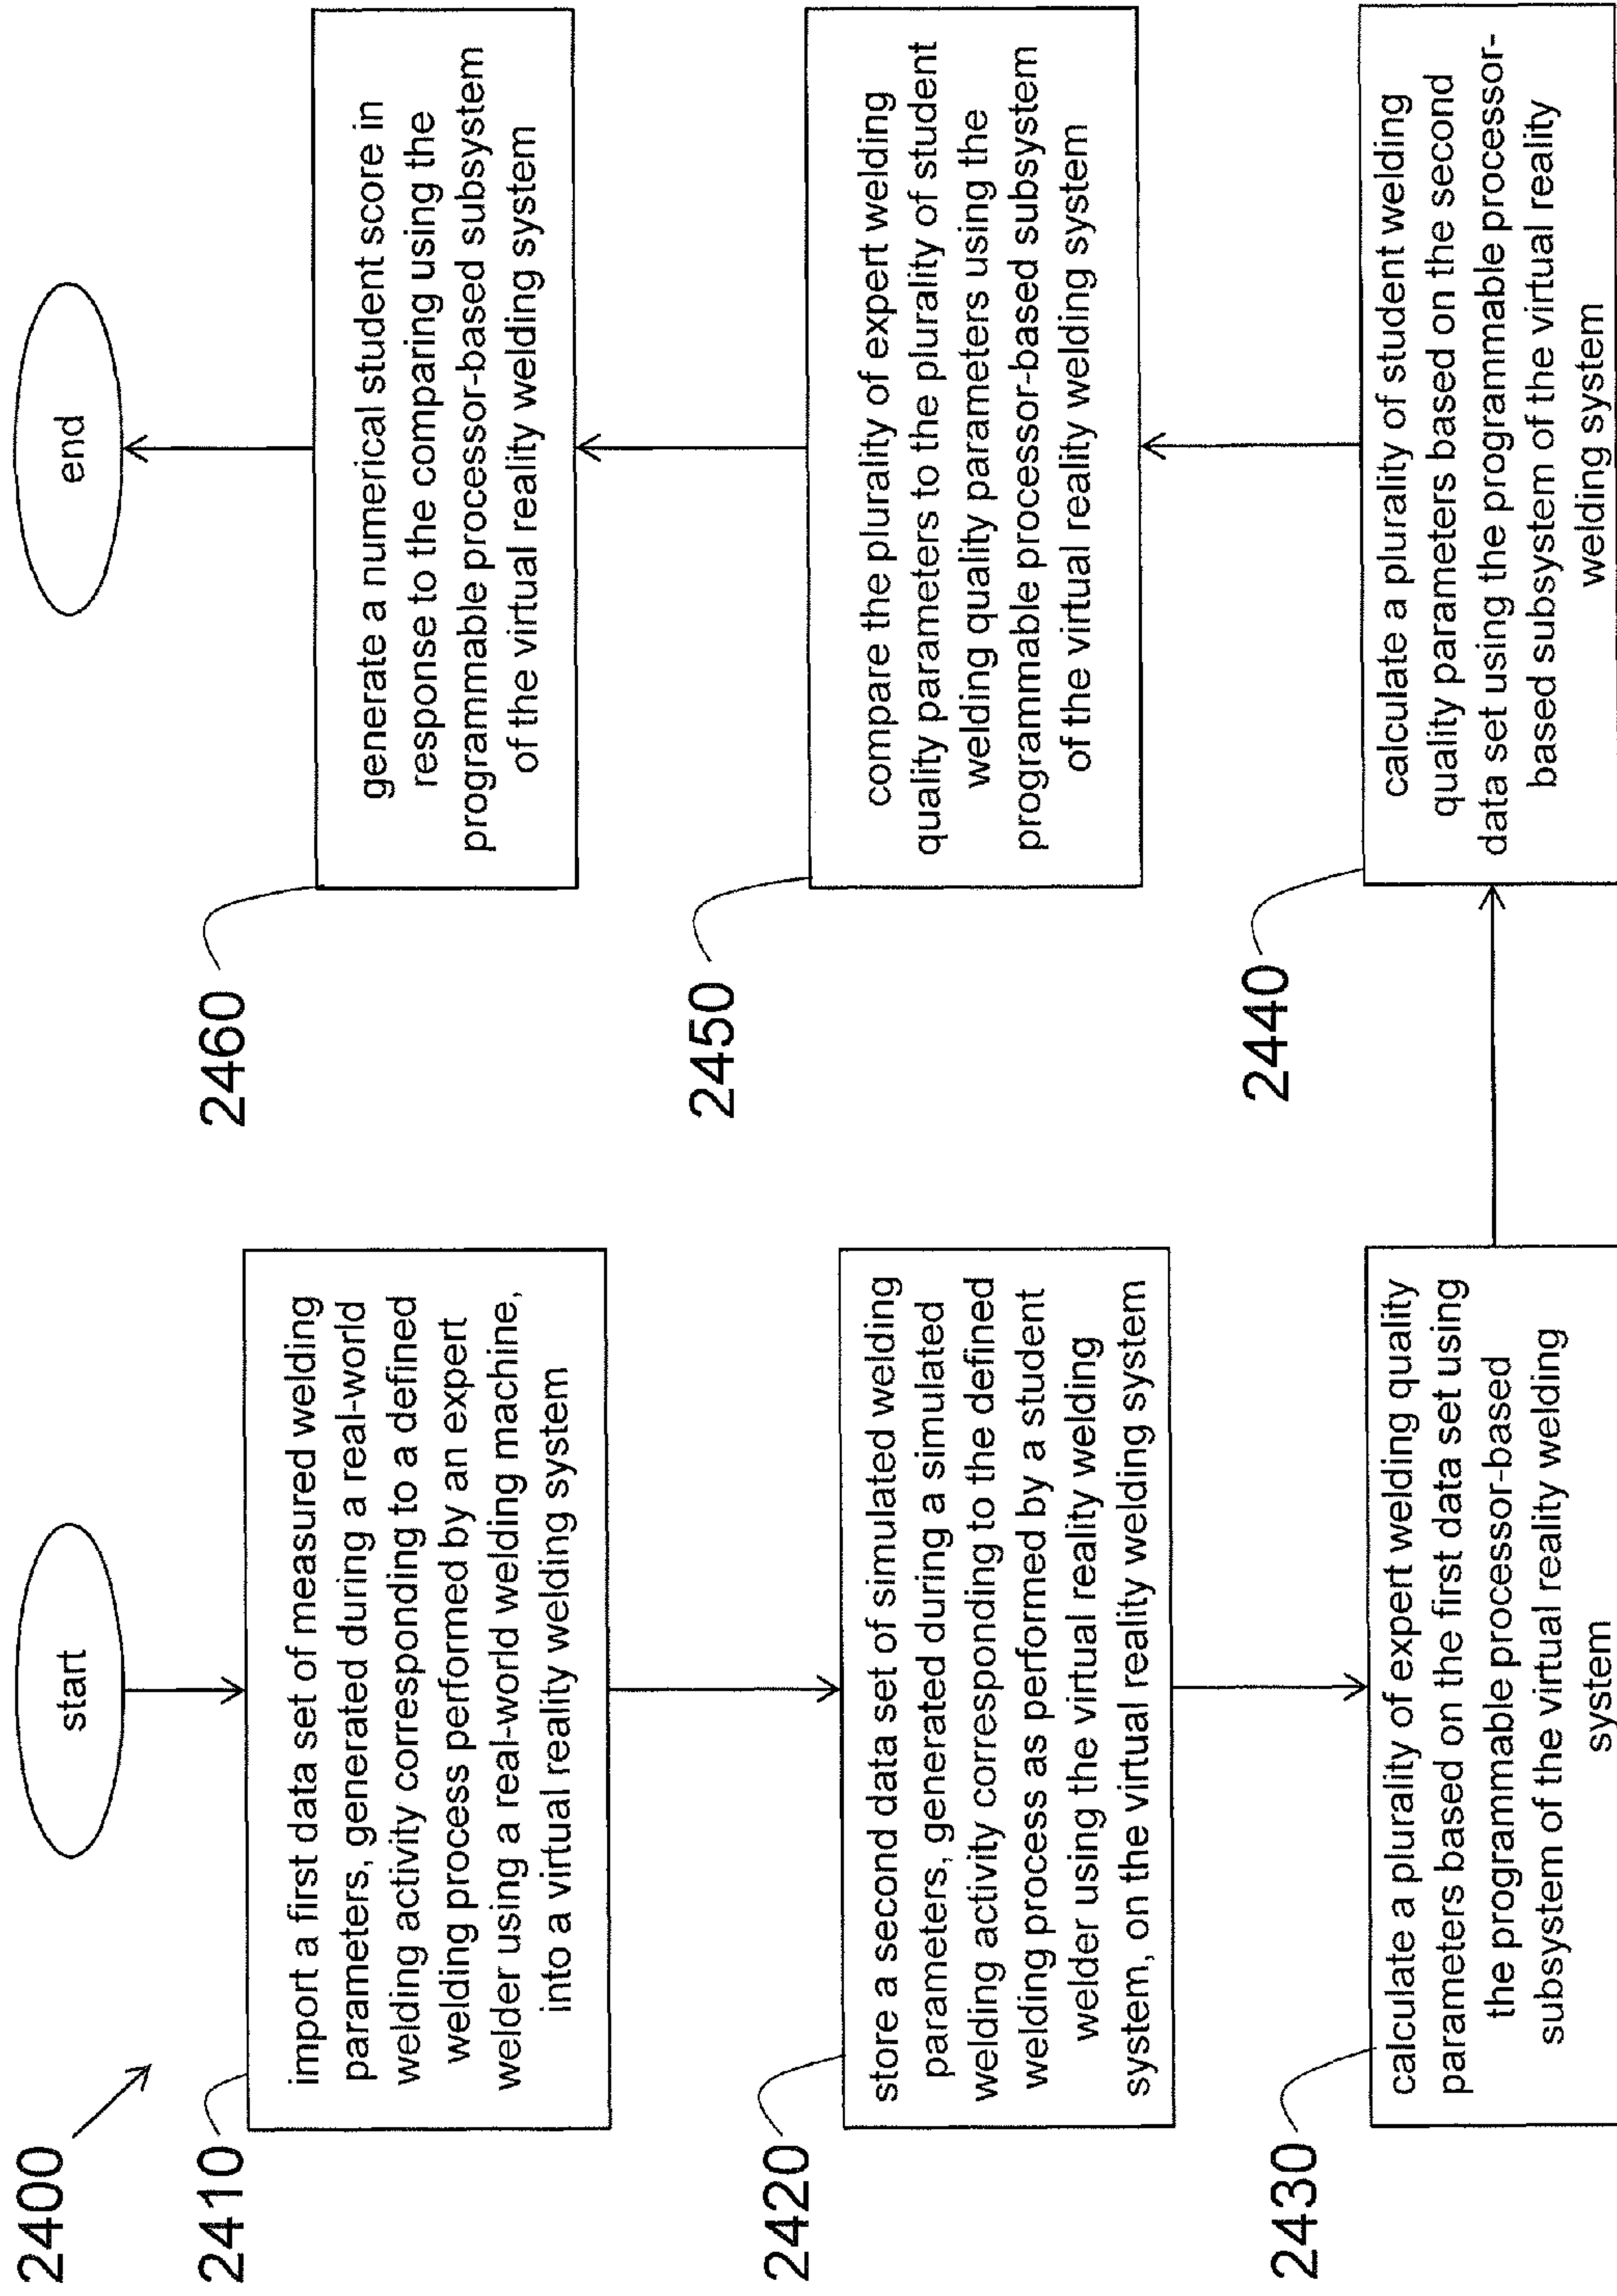 2400
start
2410
import a first data set of measured welding
parameters, generated during a real-world
welding activity corresponding to a defined
welding process performed by an expert
welder using a real-world welding machine,
into a virtual reality welding system
2420
store a second data set of simulated welding
parameters, generated during a simulated
welding activity corresponding to the defined
welding process as performed by a student
welder using the virtual reality welding
system, on the virtual reality welding system
2430
calculate a plurality of expert welding quality
parameters based on the first data set using
the programmable processor-based
subsystem of the virtual reality welding
system
2440
calculate a plurality of student welding
quality parameters based on the second
data set using the programmable processor-
based subsystem of the virtual reality
welding system
2450
compare the plurality of expert welding
quality parameters to the plurality of student
welding quality parameters using the
programmable processor-based subsystem
of the virtual reality welding system
2460
generate a numerical student score in
response to the comparing using the
programmable processor-based subsystem
of the virtual reality welding system
end